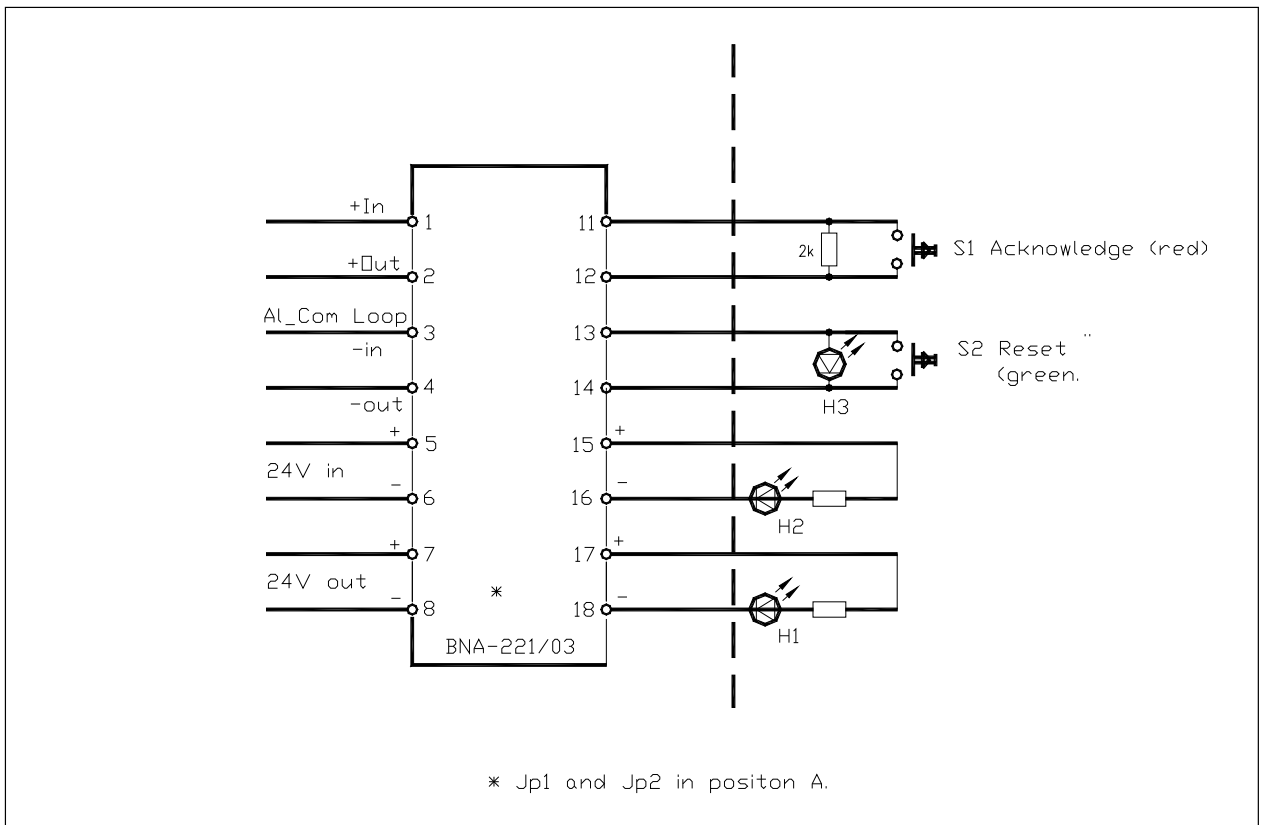 +In
1
11
2k
S1 Acknowledge (red)
+Out
2
12
Al_Com Loop
3
13
-in
S2 Reset "
(green.
4
14
-out
H3
+
5
15
+
24V in
-
6
16
-
H2
+
7
17
+
24V out
-
8
*
18
-
H1
BNA-221/03
* Jp1 and Jp2 in positon A.